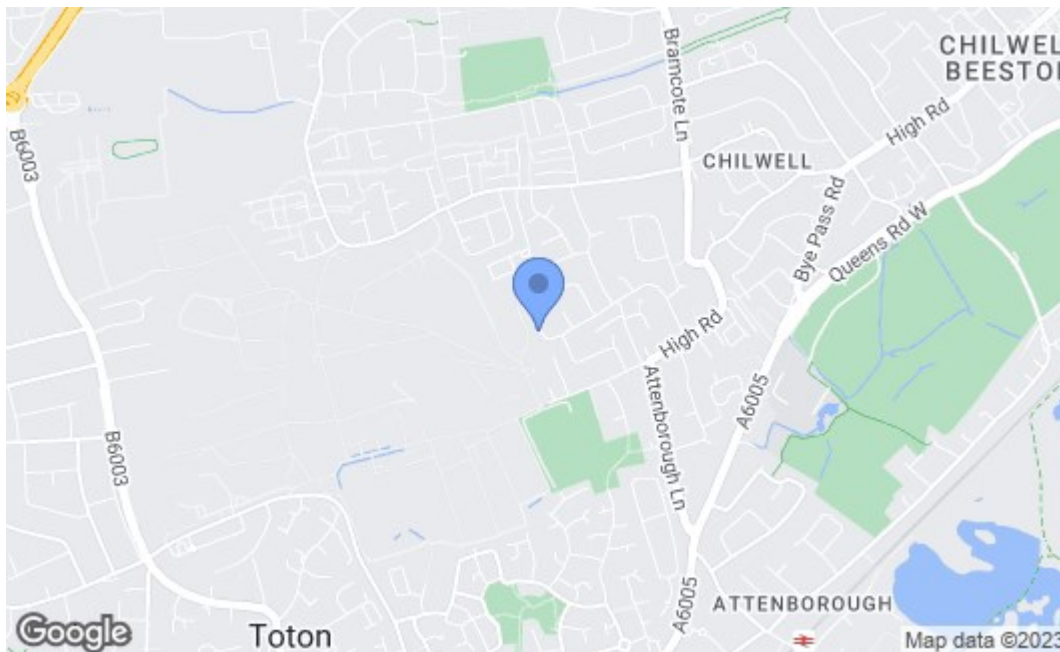 CHILWEL
BEESTO
Bramcote Ln
High Rd
B6003
CHILWELL
Bye Pass Rd
Queens Rd W
High Rd
Attenborough Ln
A6005
B6003
A6005
ATTENBOROUGH
Toton
Google
Map data ©2023